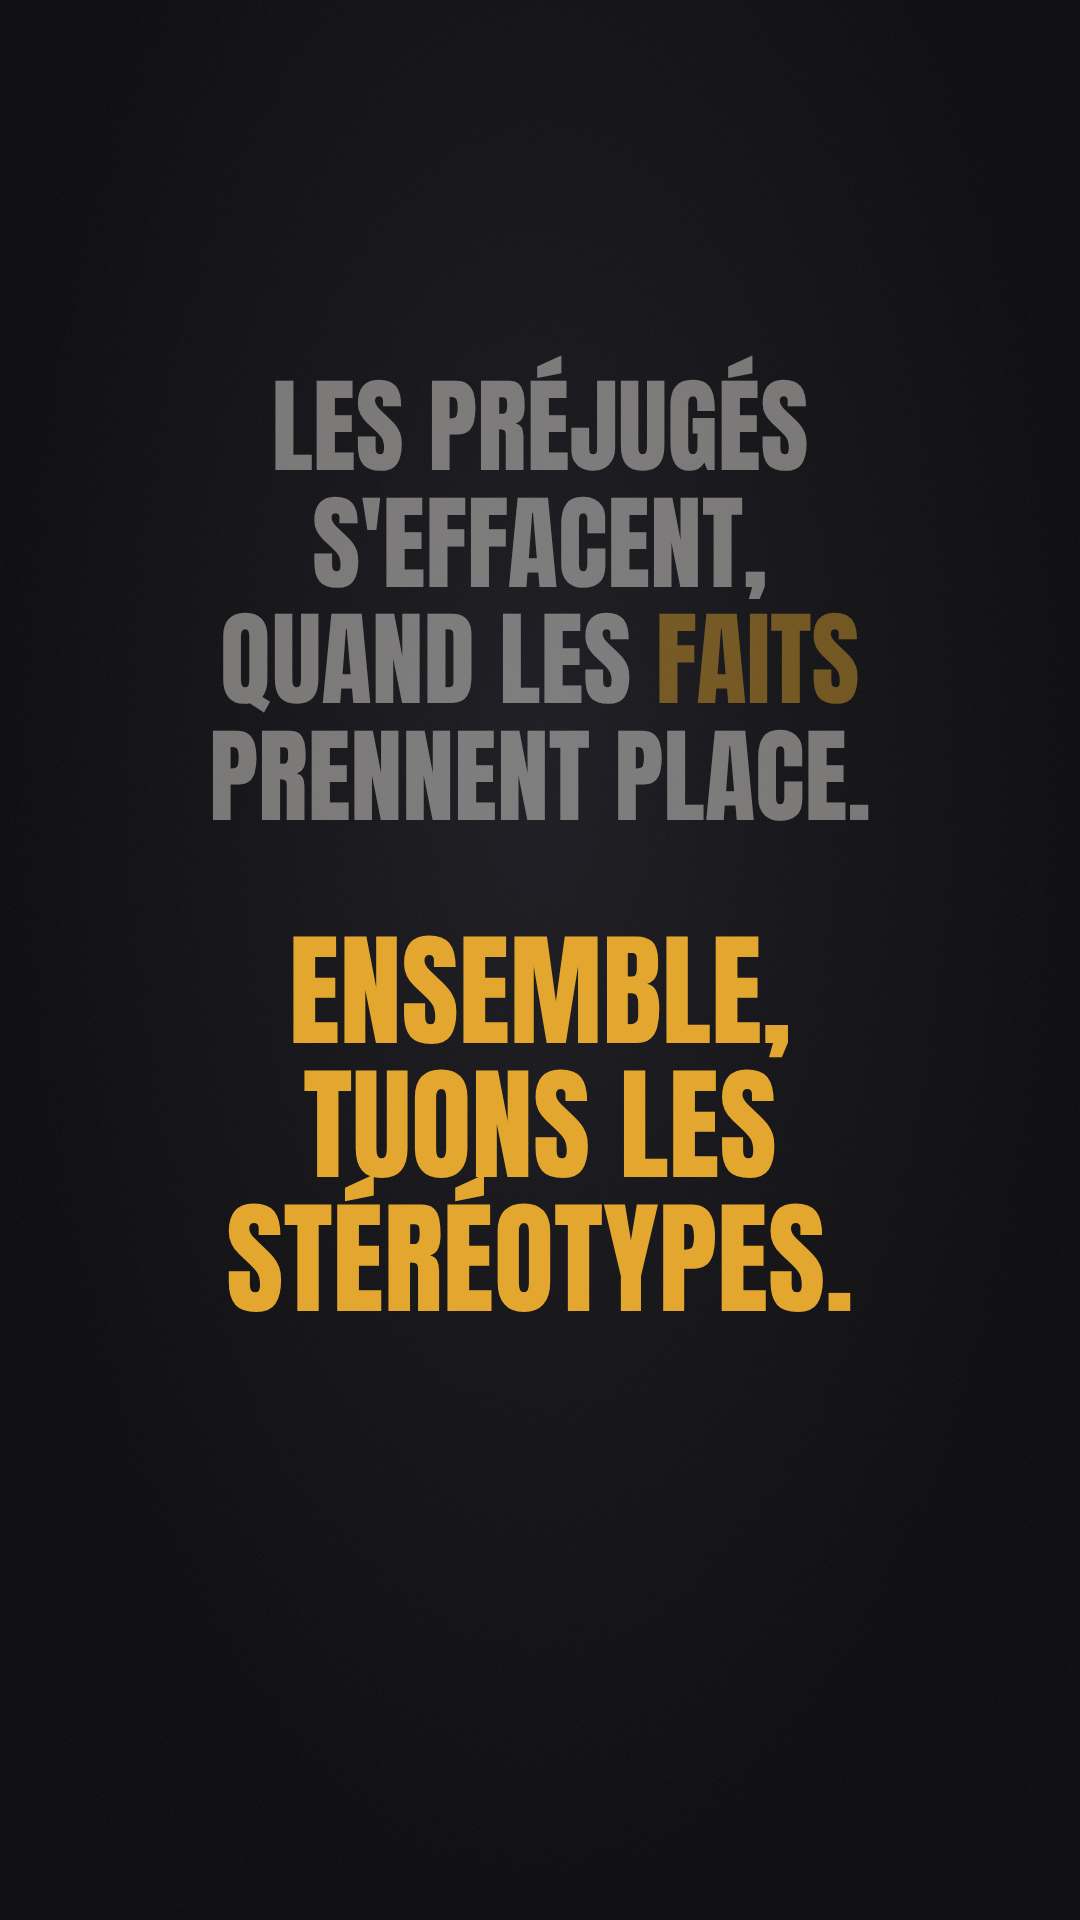 LES PRÉJUGÉS
S'EFFACENT,
QUAND LES FAITS
PRENNENT PLACE.
ENSEMBLE,
TUONS LES
STÉRÉOTYPES.